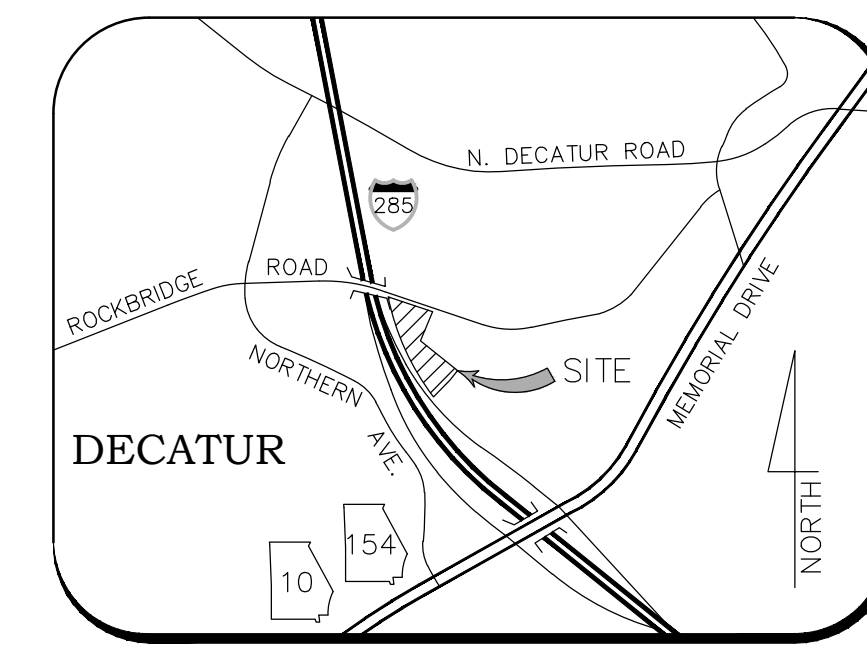 N. DECATUR ROAD
285
ROCKBRIDGE ROAD
NORTHERN AVE.
SITE
MEMORIAL DRIVE
DECATUR
154
10
NORTH